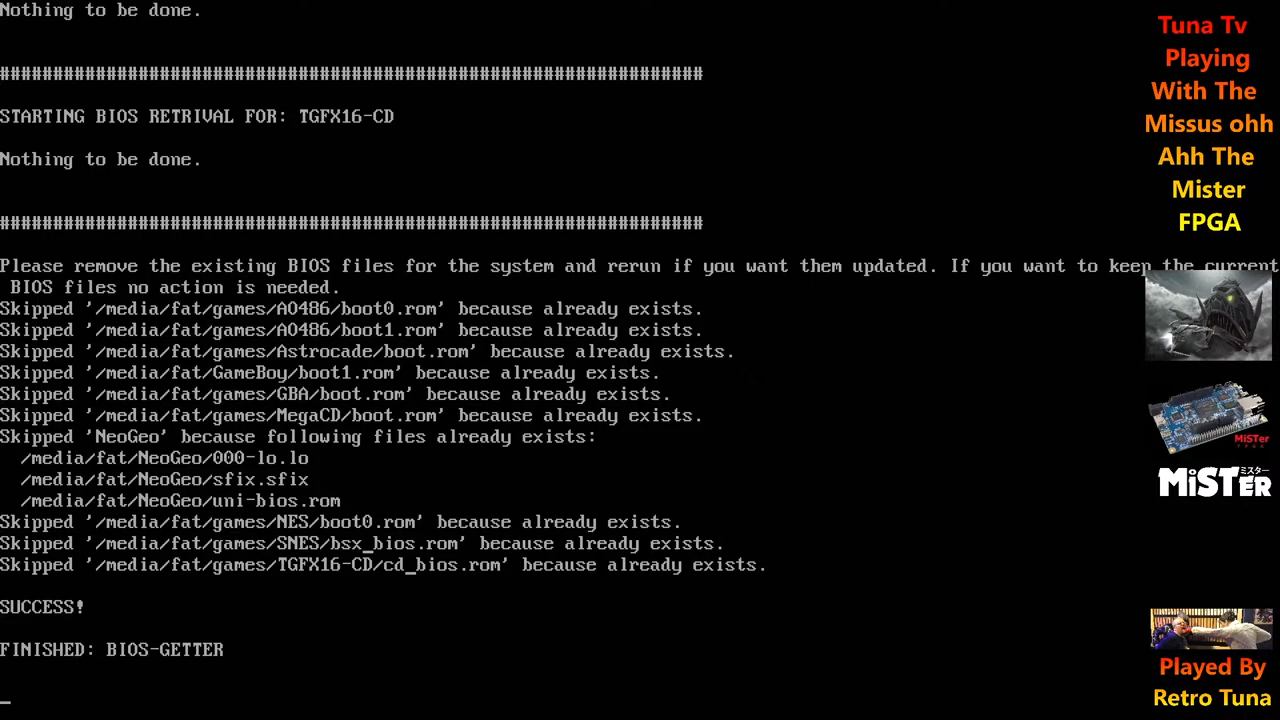 Nothing to be done.
################################################################## 
STARTING BIOS RETRIVAL FOR: TGFX16-CD
Nothing to be done.
##################################################################
Please remove the existing BIOS files for the system and rerun if you want them updated. If you want to keep the current
BIOS files no action is needed.
Skipped '/media/fat/games/AO486/boot0.rom' because already exists.
Skipped '/media/fat/games/AO486/boot1.rom' because already exists.
Skipped '/media/fat/games/Astrocade/boot.rom' because already exists.
Skipped '/media/fat/GameBoy/boot1.rom' because already exists.
Skipped '/media/fat/games/GBA/boot.rom' because already exists.
Skipped '/media/fat/games/MegaCD/boot.rom' because already exists.
Skipped 'NeoGeo' because following files already exists:
/media/fat/NeoGeo/000-lo.lo
/media/fat/NeoGeo/sfix.sfix
/media/fat/NeoGeo/uni-bios.rom
Skipped '/media/fat/games/NES/boot0.rom' because already exists.
Skipped '/media/fat/games/SNES/bsx_bios.rom' because already exists.
Skipped '/media/fat/games/TGFX16-CD/cd_bios.rom' because already exists.
SUCCESS!
FINISHED: BIOS-GETTER
_
Tuna Tv
Playing
With The
Missus ohh
Ahh The
Mister
FPGA
MiSTer
FPGA
ミスター
MiSTER
Played By
Retro Tuna